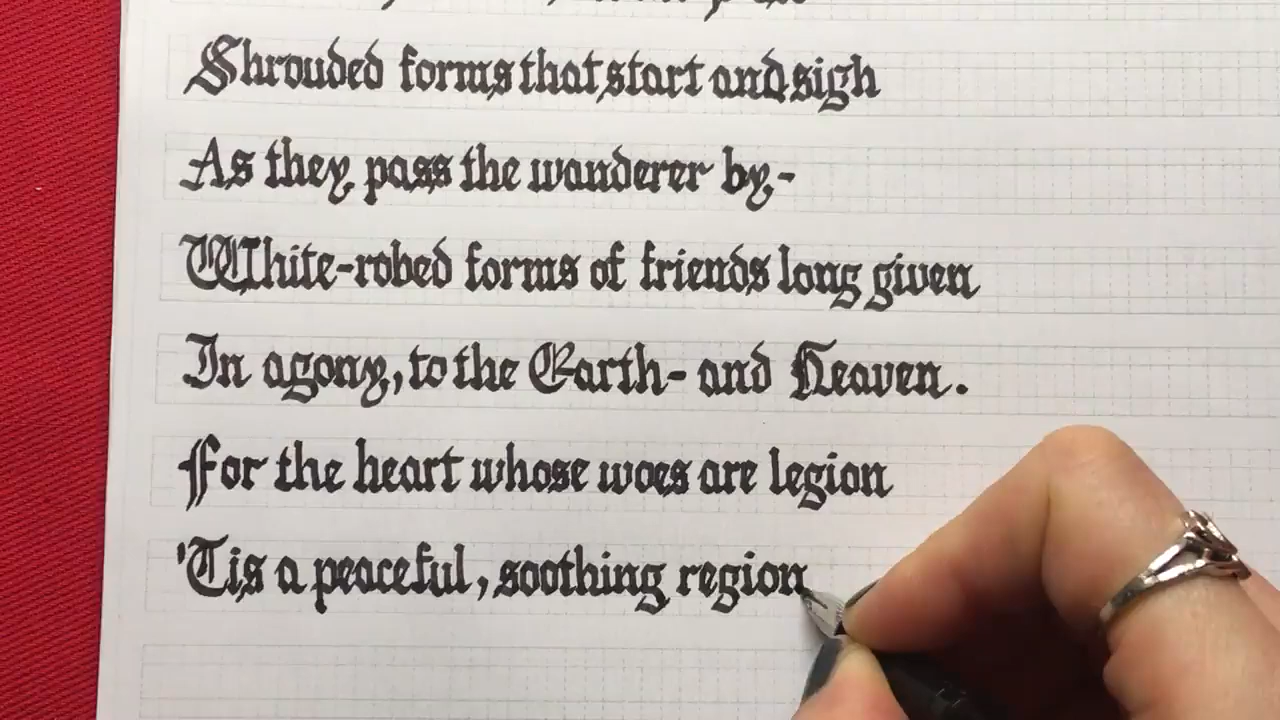 Shrouded forms that start and sigh
As they pass the wanderer by,-
White-robed forms of friends long given
In agony, to the Earth- and Heaven.
For the heart whose woes are legion
'Tis a peaceful, soothing region